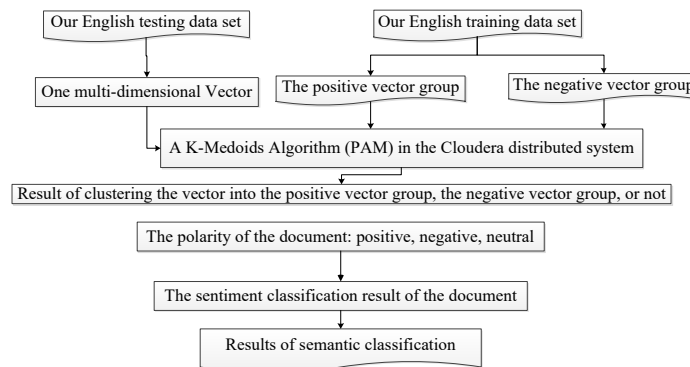 Our English testing data set
Our English training data set
One multi-dimensional Vector
The positive vector group
The negative vector group
A K-Medoids Algorithm (PAM) in the Cloudera distributed system
Result of clustering the vector into the positive vector group, the negative vector group, or not
The polarity of the document: positive, negative, neutral
The sentiment classification result of the document
Results of semantic classification